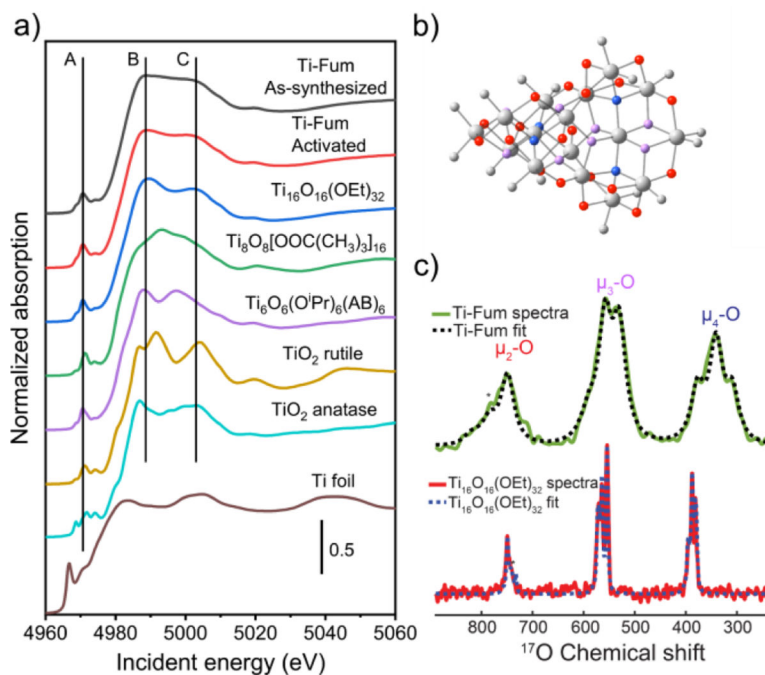 a)
A B C
Ti-Fum
As-synthesized
Ti-Fum
Activated
Ti₁₆O₁₆(OEt)₃₂
Ti₈O₈[OOC(CH₃)₃]₁₆
Ti₆O₆(OⁱPr)₆(AB)₆
TiO₂ rutile
TiO₂ anatase
Ti foil
0.5
Normalized absorption
4960 4980 5000 5020 5040 5060
Incident energy (eV)
b)
c)
μ₃-O
Ti-Fum spectra
Ti-Fum fit
μ₄-O
μ₂-O
*
Ti₁₆O₁₆(OEt)₃₂ spectra
Ti₁₆O₁₆(OEt)₃₂ fit
800 700 600 500 400 300
¹⁷O Chemical shift